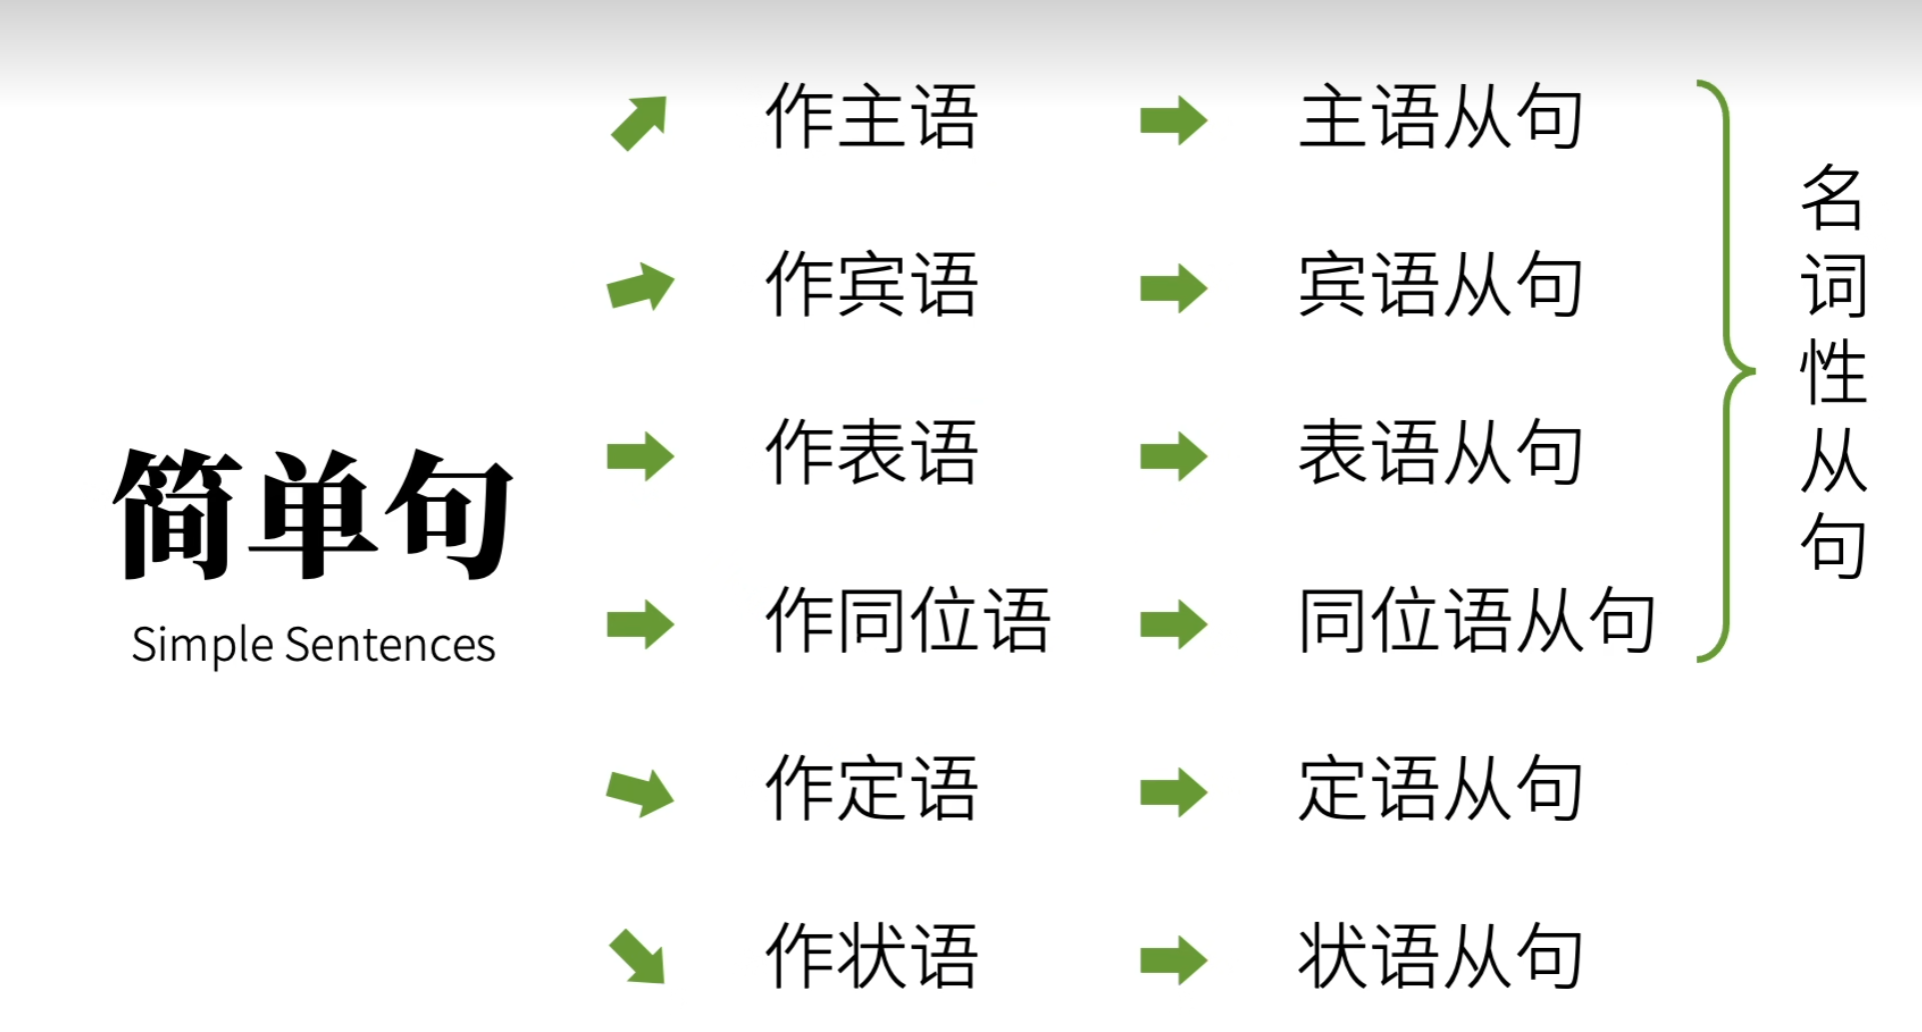 简单句
Simple Sentences
作主语
主语从句
作宾语
宾语从句
作表语
表语从句
作同位语
同位语从句
作定语
定语从句
作状语
状语从句
名词性从句